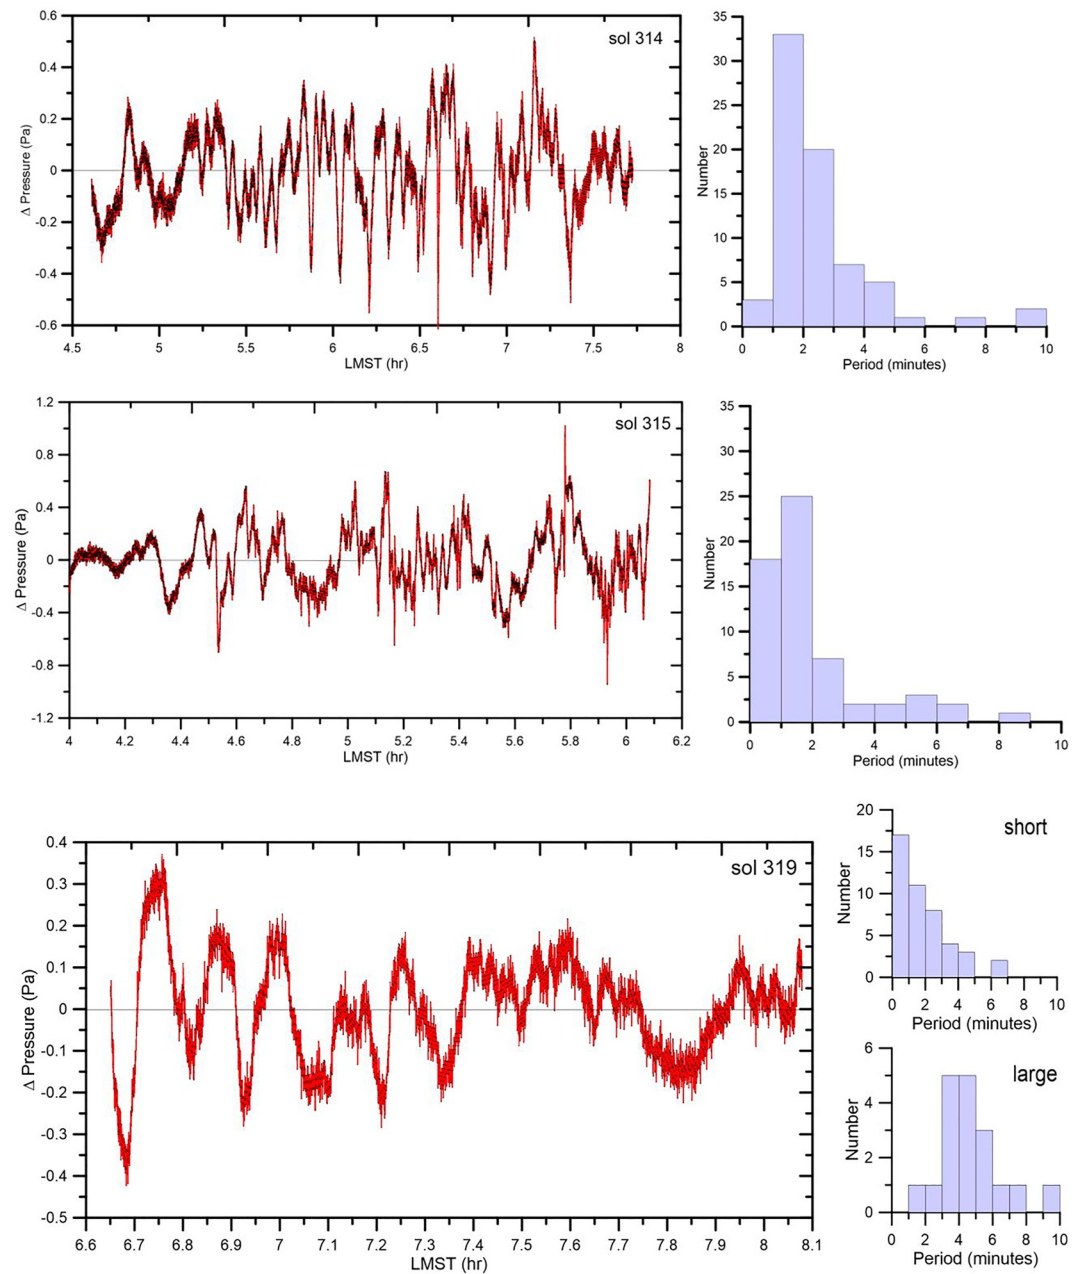 0.6
0.4
0.2
0
-0.2
-0.4
-0.6
Δ Pressure (Pa)
sol 314
4.5 5 5.5 6 6.5 7 7.5 8
LMST (hr)
35
30
25
20
15
10
5
0
Number
0 2 4 6 8 10
Period (minutes)
1.2
0.8
0.4
0
-0.4
-0.8
-1.2
Δ Pressure (Pa)
sol 315
4 4.2 4.4 4.6 4.8 5 5.2 5.4 5.6 5.8 6 6.2
LMST (hr)
35
30
25
20
15
10
5
0
Number
0 2 4 6 8 10
Period (minutes)
0.4
0.3
0.2
0.1
0
-0.1
-0.2
-0.3
-0.4
-0.5
Δ Pressure (Pa)
sol 319
6.6 6.7 6.8 6.9 7 7.1 7.2 7.3 7.4 7.5 7.6 7.7 7.8 7.9 8 8.1
LMST (hr)
20
15
10
5
0
Number
short
0 2 4 6 8 10
Period (minutes)
6
4
2
0
Number
large
0 2 4 6 8 10
Period (minutes)